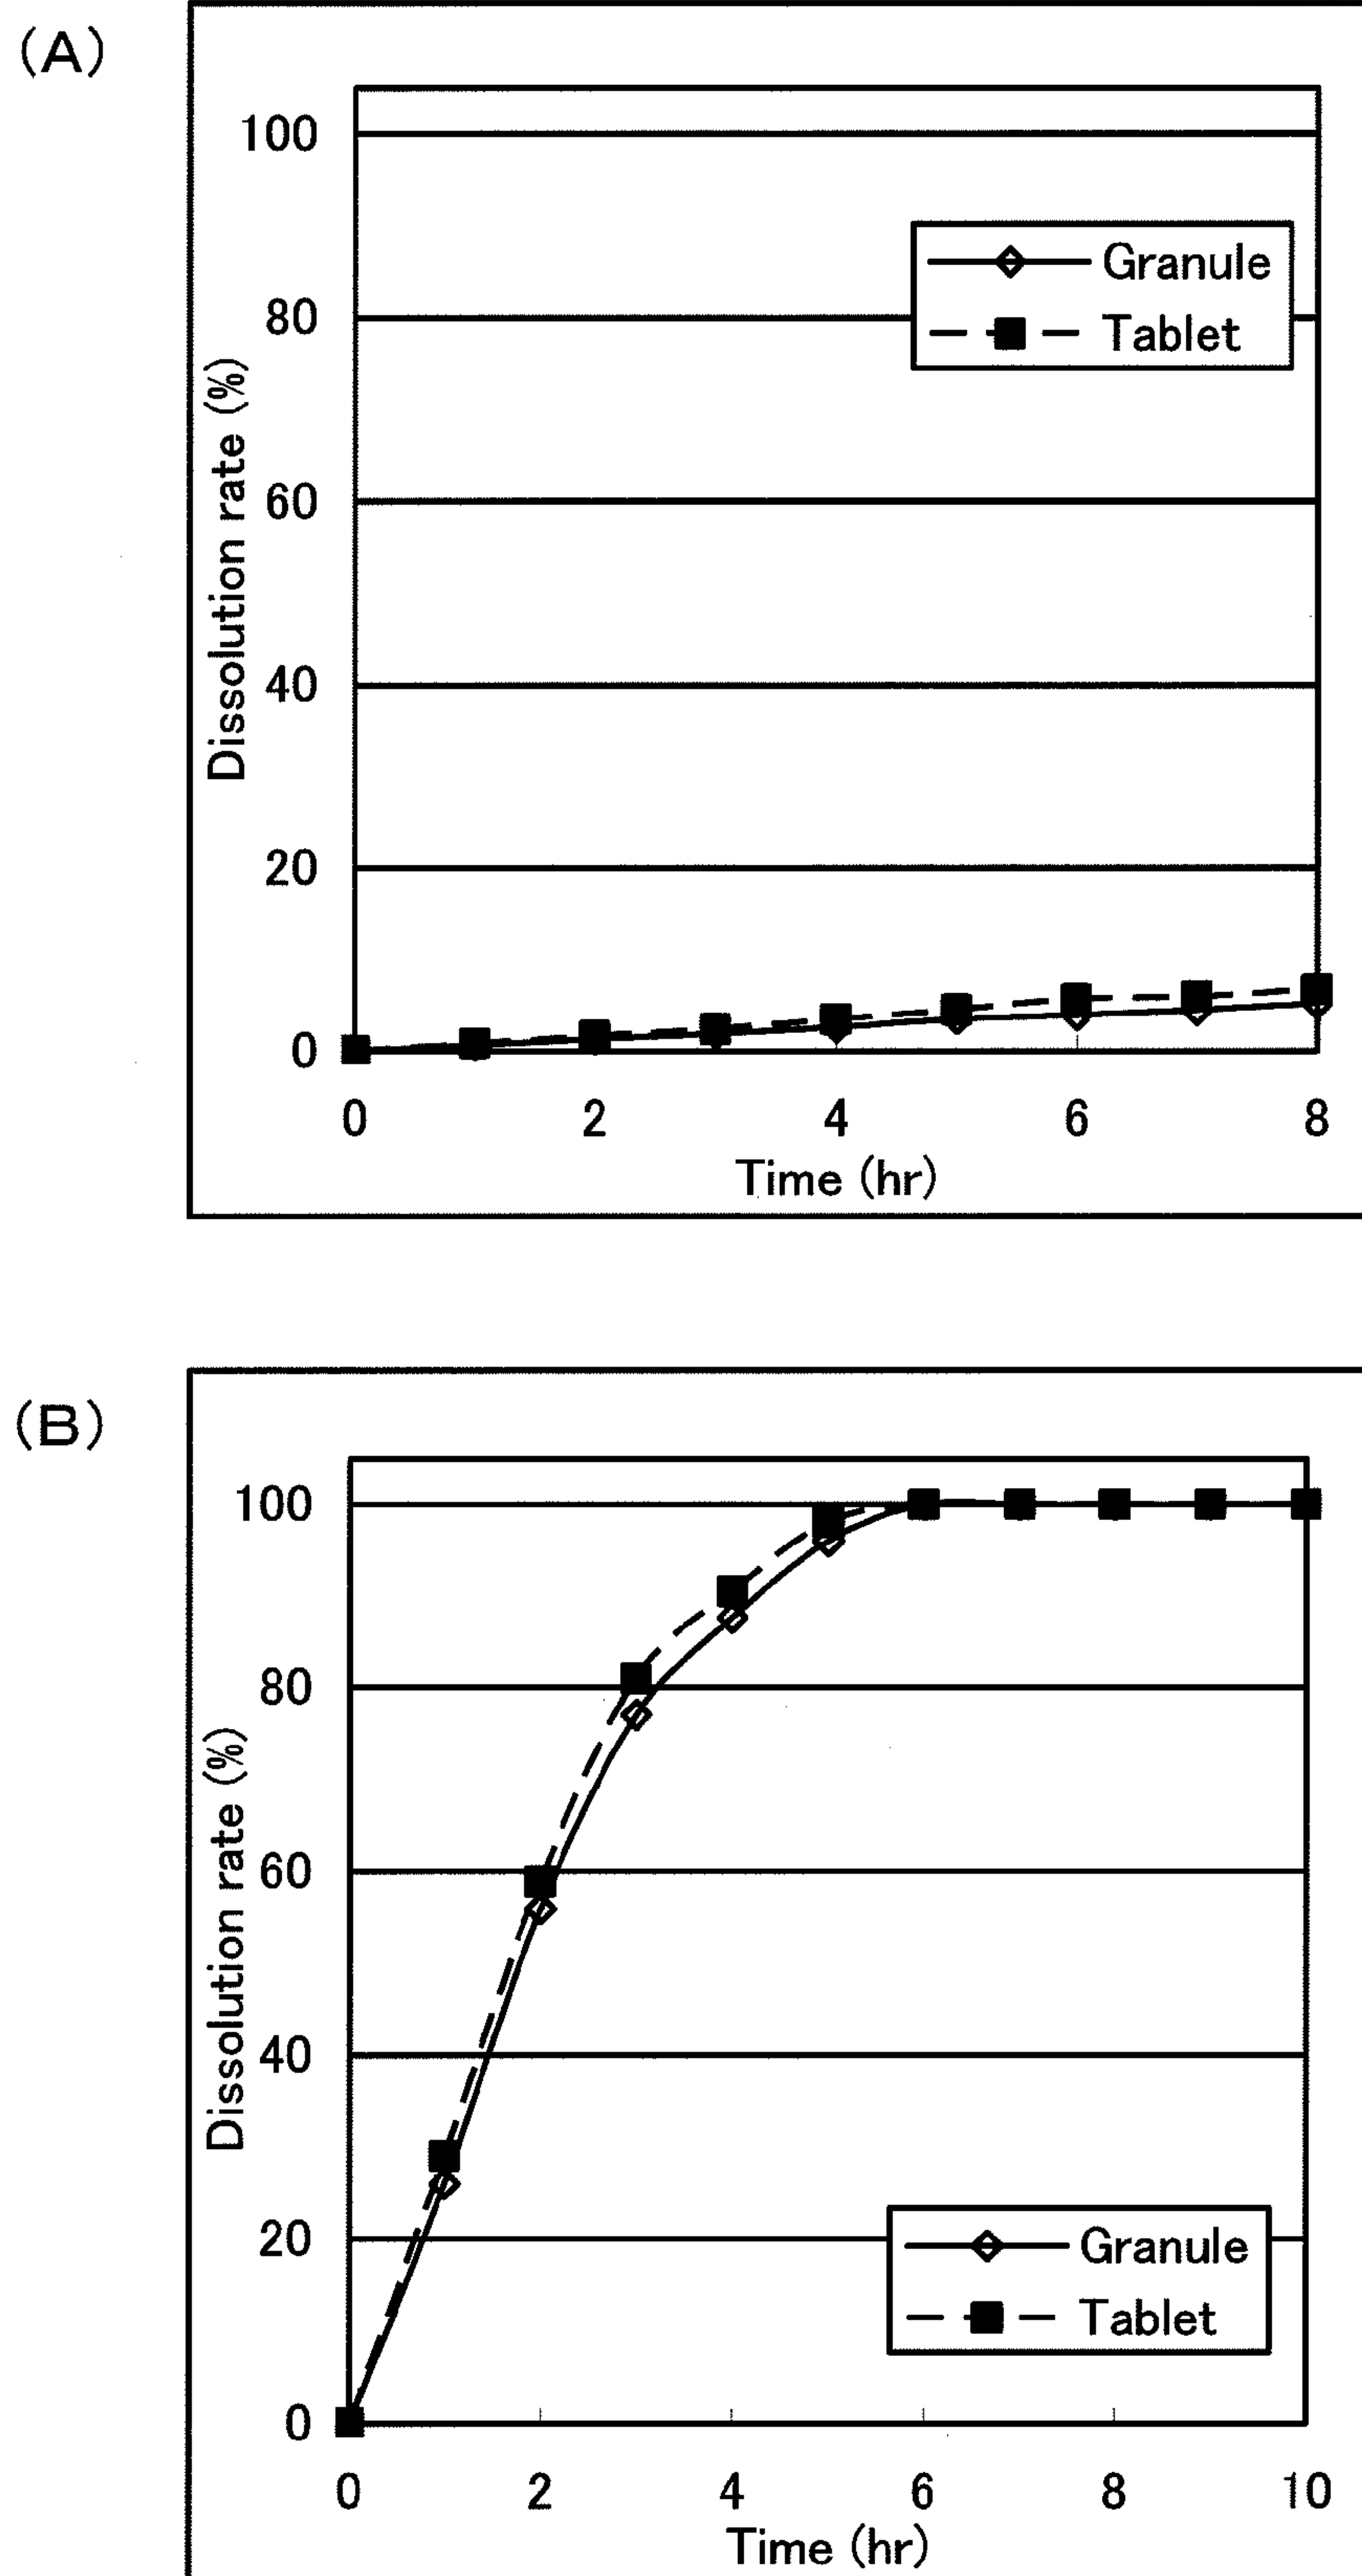 (A)
100
80
60
40
20
0
Dissolution rate (%)
Granule
Tablet
0 2 4 6 8
Time (hr)
(B)
100
80
60
40
20
0
Dissolution rate (%)
Granule
Tablet
0 2 4 6 8 10
Time (hr)